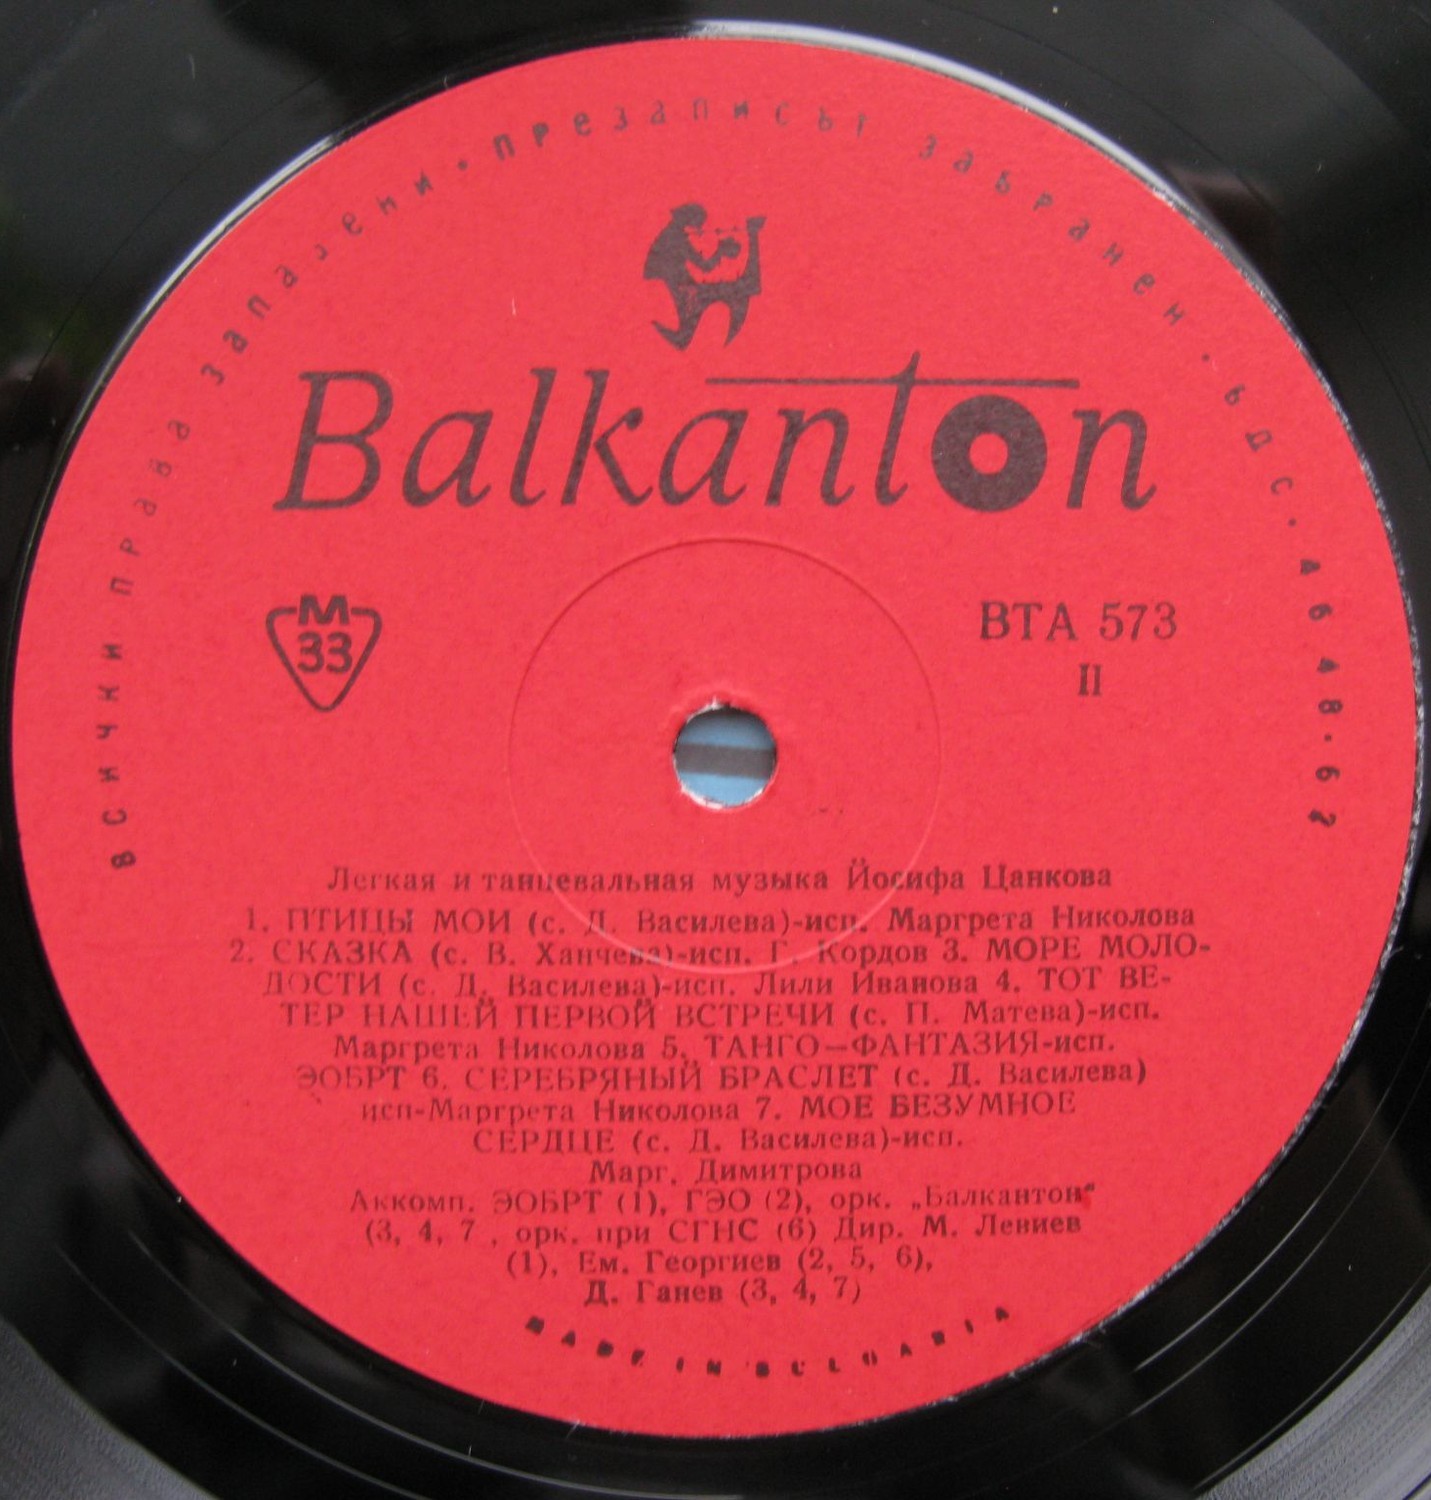 всички права запазени · презаписът забранен · БДС · 4648-62
Balkanton
М
33
ВТА 573
II
Легкая и танцевальная музыка Йосифа Цанкова
1. ПТИЦЫ МОИ (с. Д. Василева)-исп. Маргрета Николова
2. СКАЗКА (с. В. Ханчева)-исп. Г. Кордов 3. МОРЕ МОЛО-
ДОСТИ (с. Д. Василева)-исп. Лили Иванова 4. ТОТ ВЕ-
ТЕР НАШЕЙ ПЕРВОЙ ВСТРЕЧИ (с. П. Матева)-исп.
Маргрета Николова 5. ТАНГО—ФАНТАЗИЯ-исп.
ЭОБРТ 6. СЕРЕБРЯНЫЙ БРАСЛЕТ (с. Д. Василева)
исп-Маргрета Николова 7. МОЕ БЕЗУМНОЕ
СЕРДЦЕ (с. Д. Василева)-исп.
Марг. Димитрова
Аккомп. ЭОБРТ (1), ГЭО (2), орк. „Балкантон“
(3, 4, 7 , орк. при СГНС (6) Дир. М. Левиев
(1), Ем. Георгиев (2, 5, 6),
Д. Ганев (3, 4, 7)
MADE IN BULGARIA